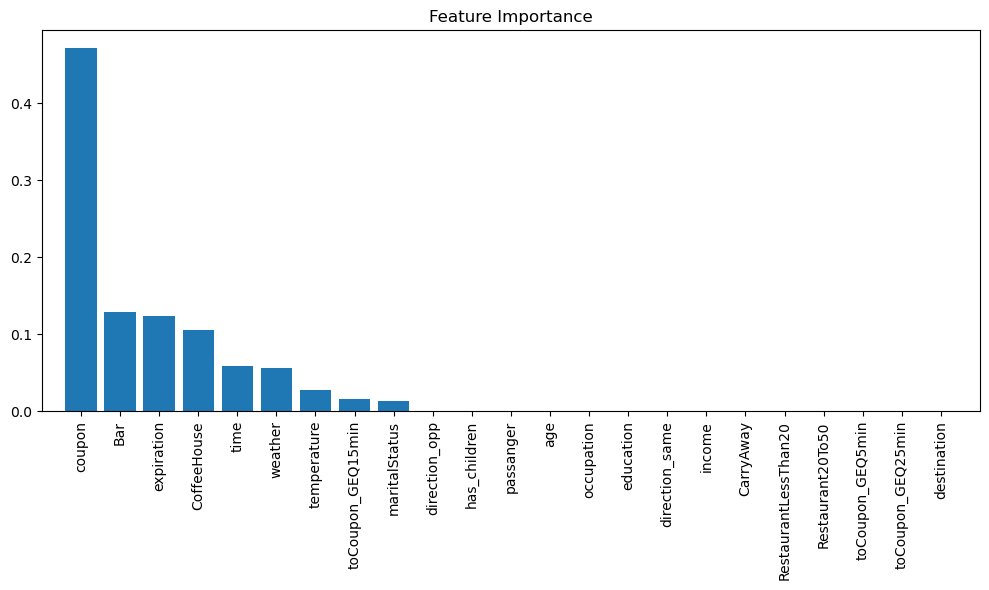 Feature Importance
0.4
0.3
0.2
0.1
0.0
coupon
Bar
expiration
CoffeeHouse
time
weather
temperature
toCoupon_GEQ15min
maritalStatus
direction_opp
has_children
passanger
age
occupation
education
direction_same
income
CarryAway
RestaurantLessThan20
Restaurant20To50
toCoupon_GEQ5min
toCoupon_GEQ25min
destination